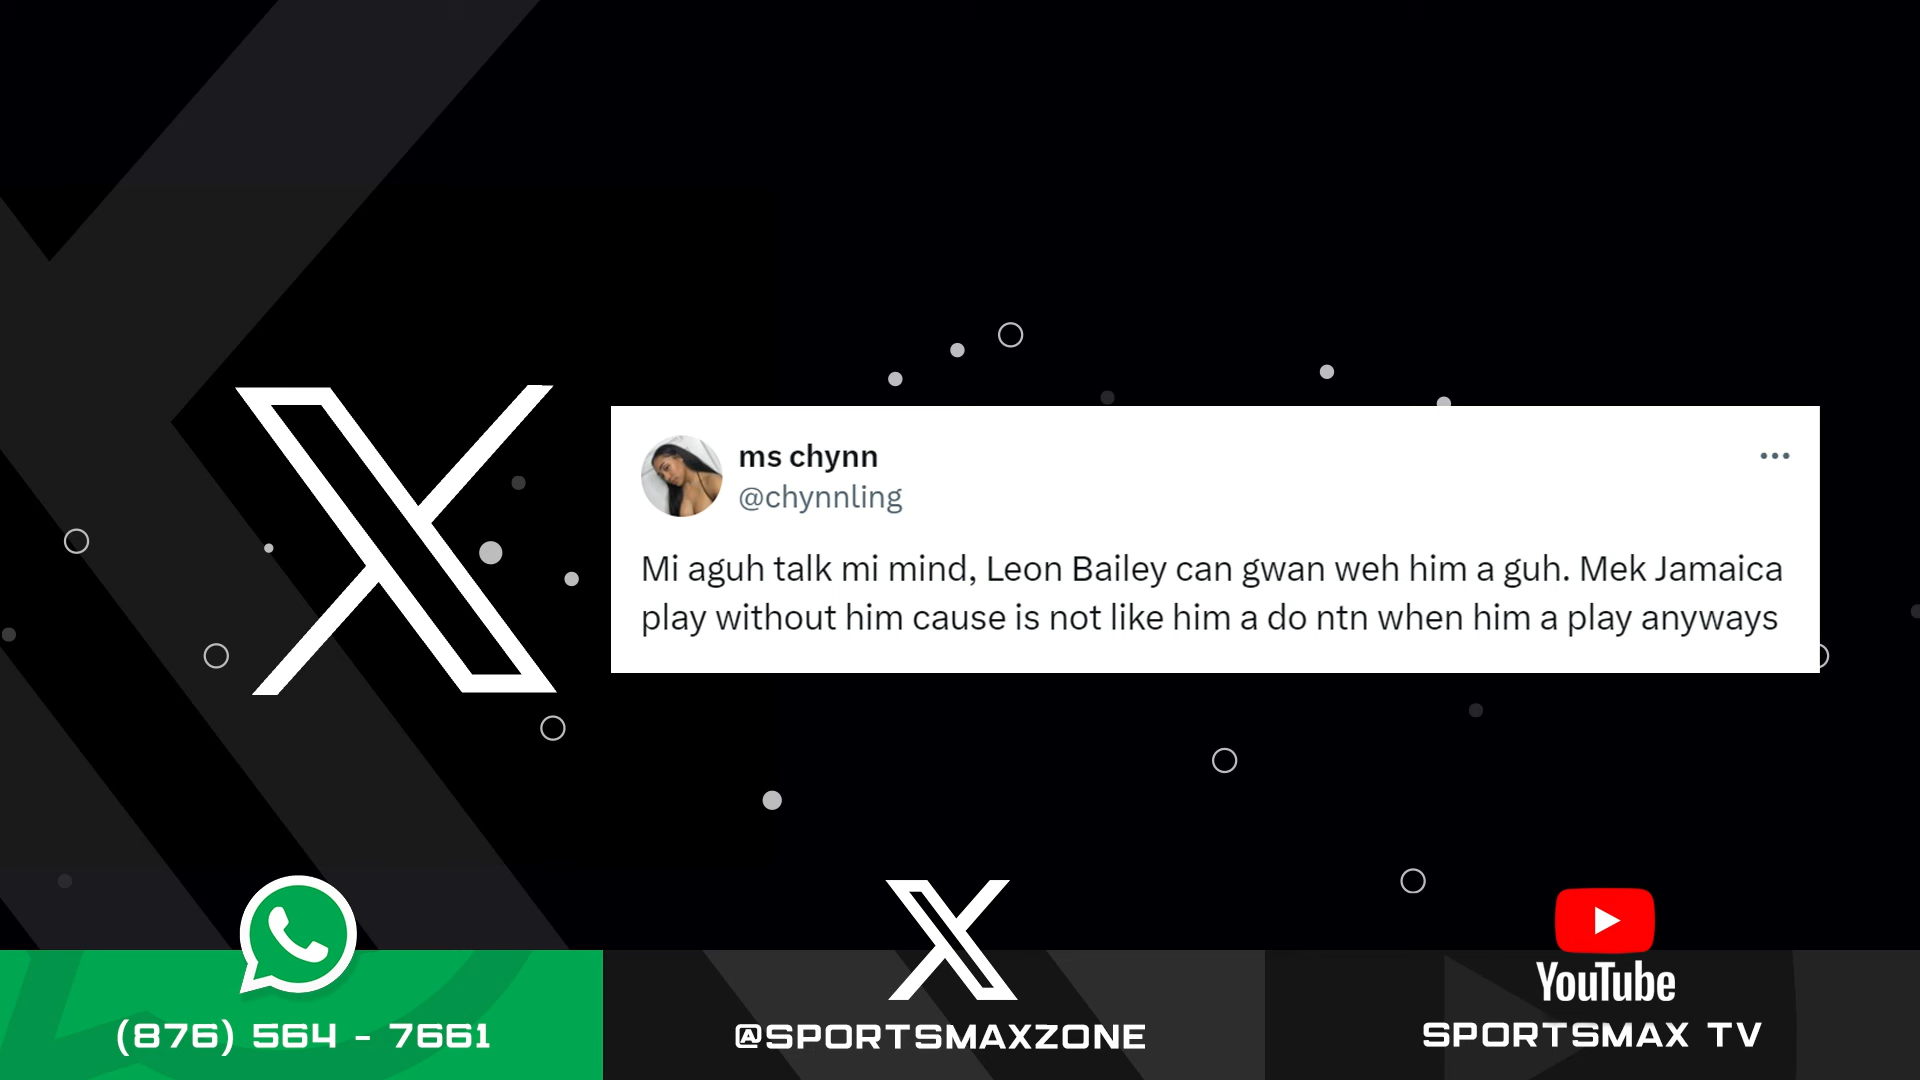 ms chynn
@chynnling
Mi aguh talk mi mind, Leon Bailey can gwan weh him a guh. Mek Jamaica
play without him cause is not like him a do ntn when him a play anyways
(876) 564 - 7661
@SPORTSMAXZONE
YouTube
SPORTSMAX TV